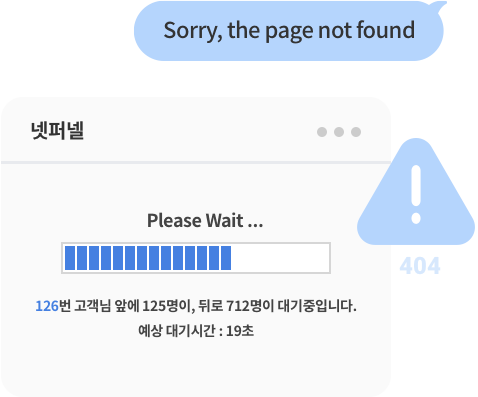 Sorry, the page not found
넷퍼넬
Please Wait ...
404
126번 고객님 앞에 125명이, 뒤로 712명이 대기중입니다.
예상 대기시간 : 19초